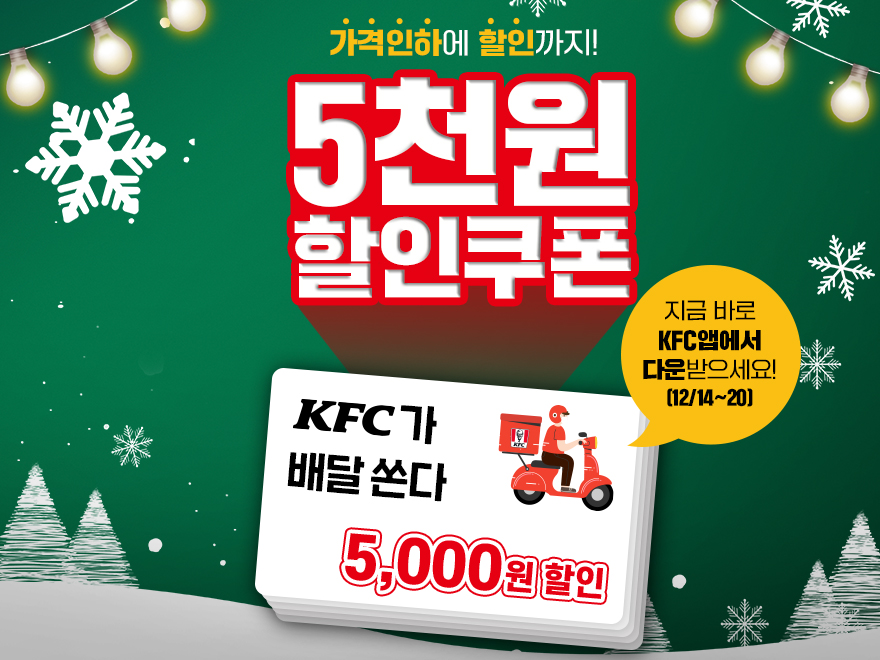 가격인하에 할인까지!
5천원
할인쿠폰
지금 바로
KFC앱에서
다운받으세요!
(12/14~20)
KFC가
배달 쏜다
KFC
5,000원 할인